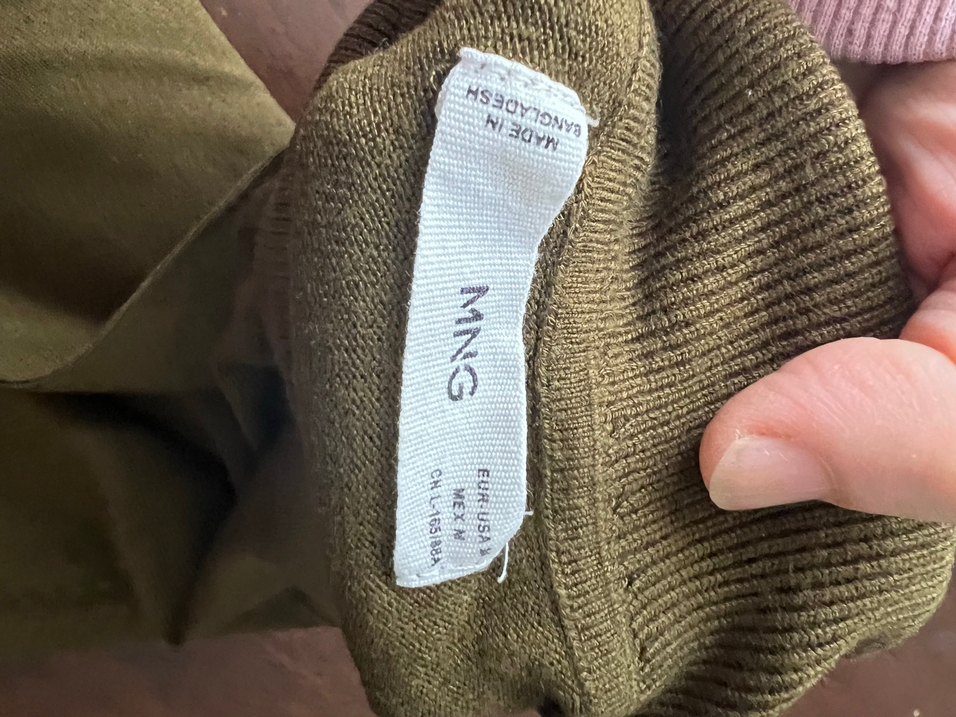 MADE IN
BANGLADESH
MNG
EUR-USA M
MEX M
CH L-165/88A